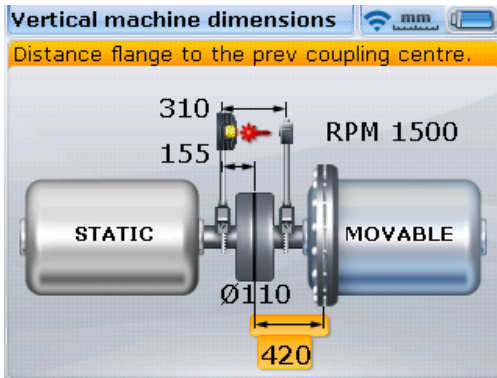 Vertical machine dimensions
mm
Distance flange to the prev coupling centre.
310
RPM 1500
155
STATIC
MOVABLE
Ø110
420